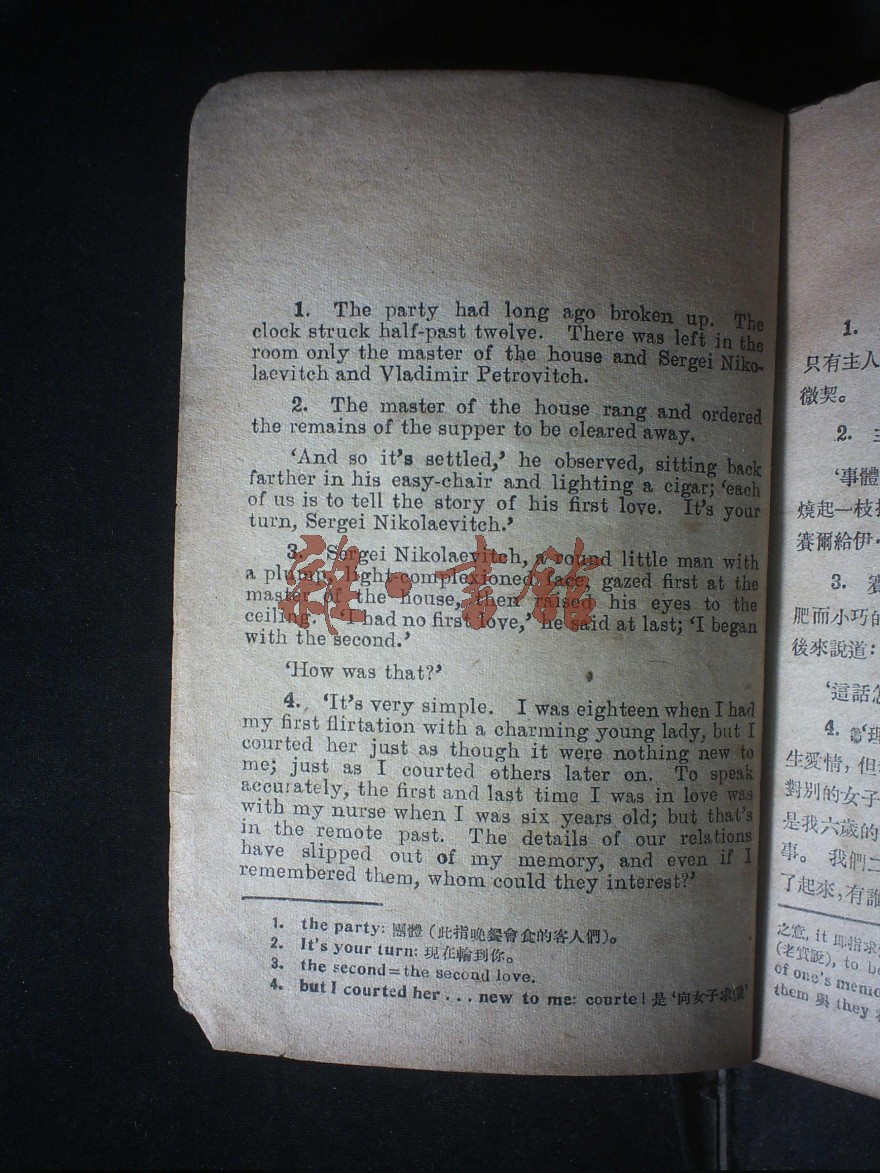 1. The party had long ago broken up. The
clock struck half-past twelve. There was left in the
room only the master of the house and Sergei Niko-
laevitch and Vladimir Petrovitch.
2. The master of the house rang and ordered
the remains of the supper to be cleared away.
‘And so it's settled,’ he observed, sitting back
farther in his easy-chair and lighting a cigar; ‘each
of us is to tell the story of his first love. It's your
turn, Sergei Nikolaevitch.’
3. Sergei Nikolaevitch, a round little man with
a plump, light-complexioned face, gazed first at the
master of the house, then raised his eyes to the
ceiling. ‘I had no first love,’ he said at last; ‘I began
with the second.’
‘How was that?’
4. ‘It's very simple. I was eighteen when I had
my first flirtation with a charming young lady, but I
courted her just as though it were nothing new to
me; just as I courted others later on. To speak
accurately, the first and last time I was in love was
with my nurse when I was six years old; but that's
in the remote past. The details of our relations
have slipped out of my memory, and even if I
remembered them, whom could they interest?’
1. the party: 團體 (此指晚餐會食的客人們)。
2. It's your turn: 現在輪到你。
3. the second=the second love.
4. but I courted her . . . new to me: courted 是 ‘向女子求愛’
雜·書館
1.
只有主人
微契。
2.
‘事體
燒起一枝
賽爾給伊·
3.
肥而小巧的
後來說道:
‘這話怎
4. ‘理
生愛情, 但
對別的女子
是我六歲的
事。 我們二
了起來, 有誰
之意, it 即指求
(老實說), to be
of one's memo
them 與 they